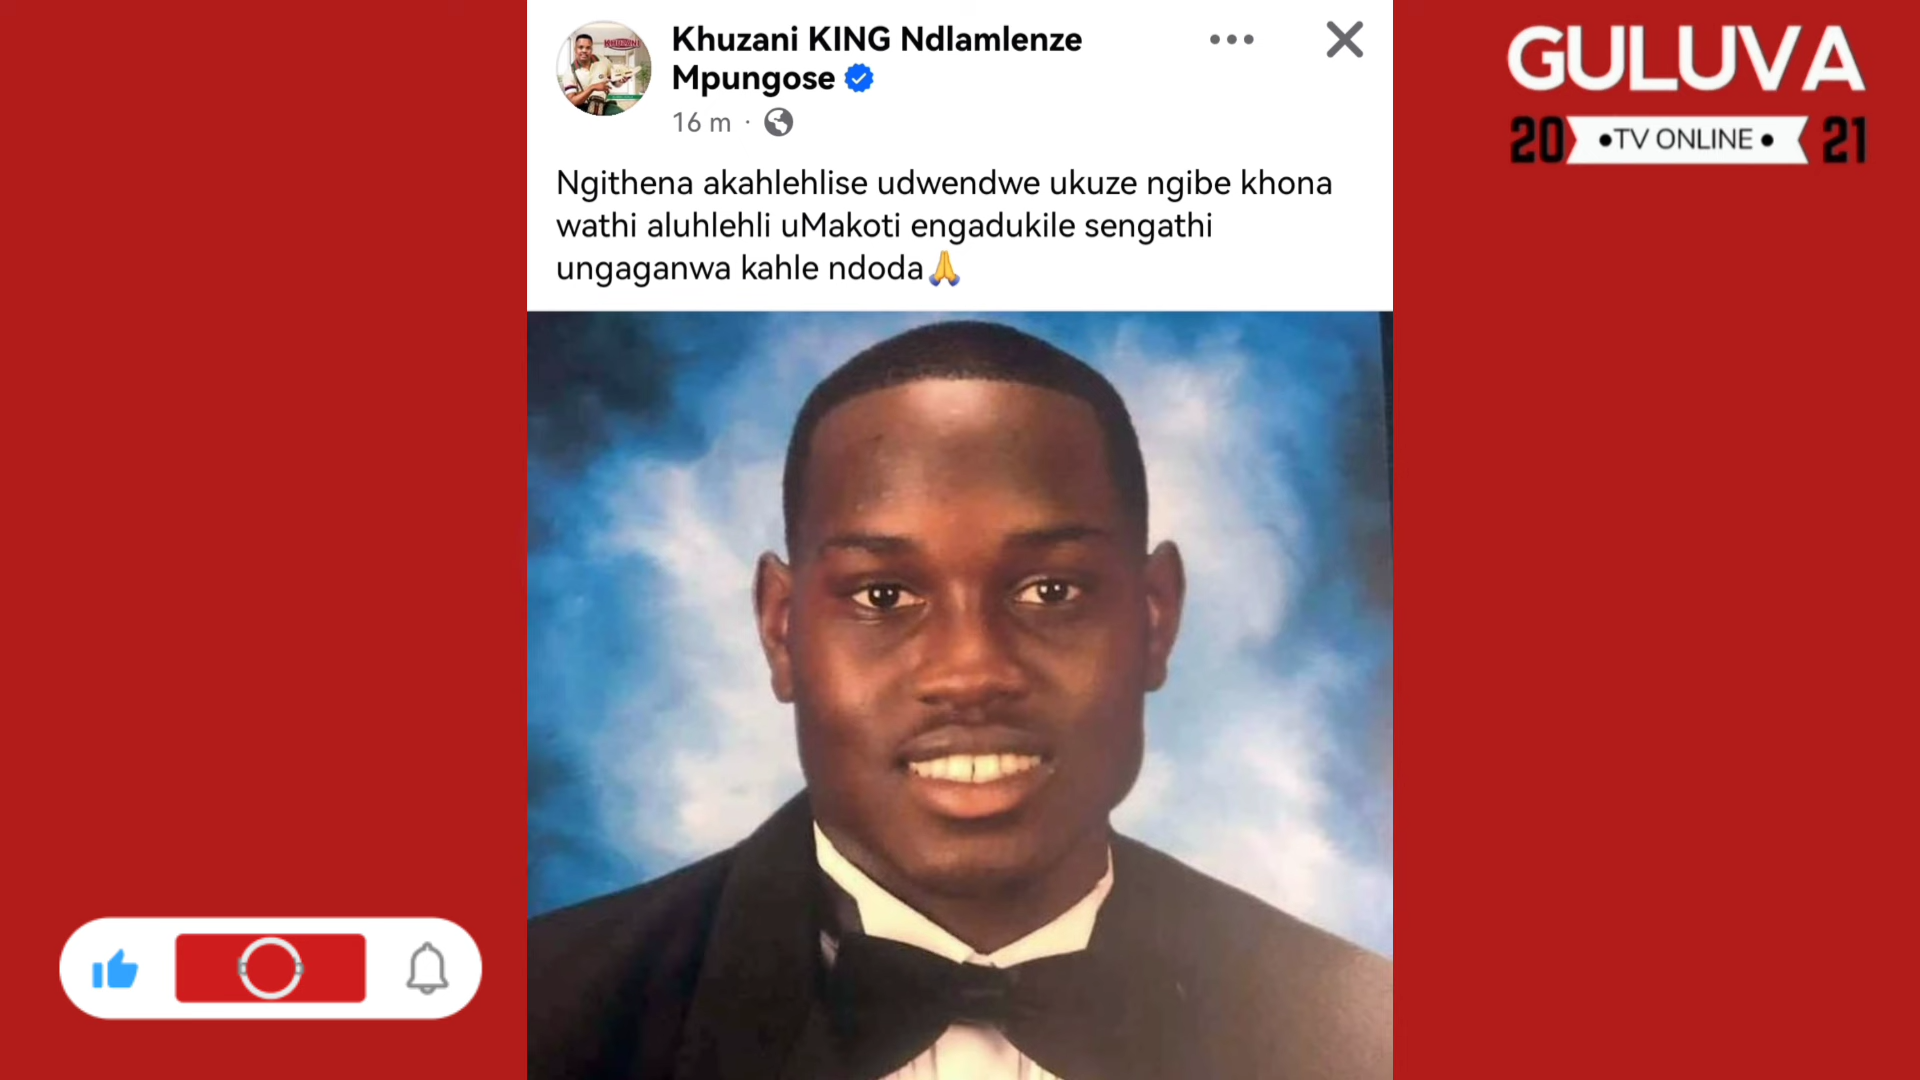 Khuzani KING Ndlamlenze
Mpungose
16 m ·
Ngithena akahlehlise udwendwe ukuze ngibe khona
wathi aluhlehli uMakoti engadukile sengathi
ungaganwa kahle ndoda🙏
GULUVA
20 •TV ONLINE• 21